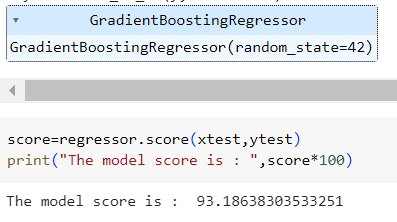 GradientBoostingRegressor
GradientBoostingRegressor(random_state=42)
score=regressor.score(xtest,ytest)
print("The model score is : ",score*100)
The model score is :  93.18638303533251